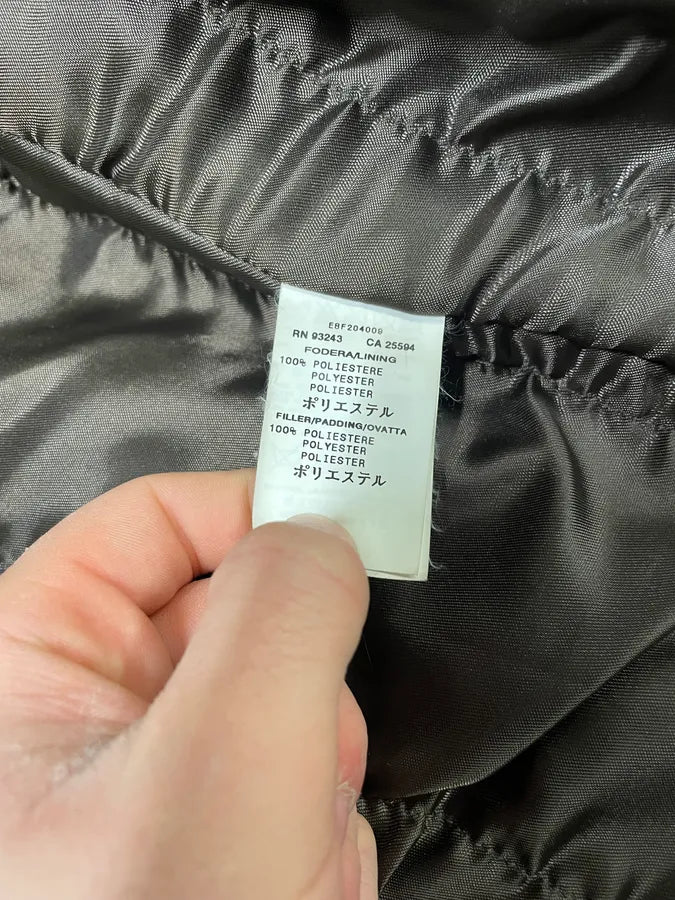 E8F204009
RN 93243 CA 25594
FODERA/LINING
100% POLIESTERE
POLYESTER
POLIESTER
ポリエステル
FILLER/PADDING/OVATTA
100% POLIESTERE
POLYESTER
POLIESTER
ポリエステル